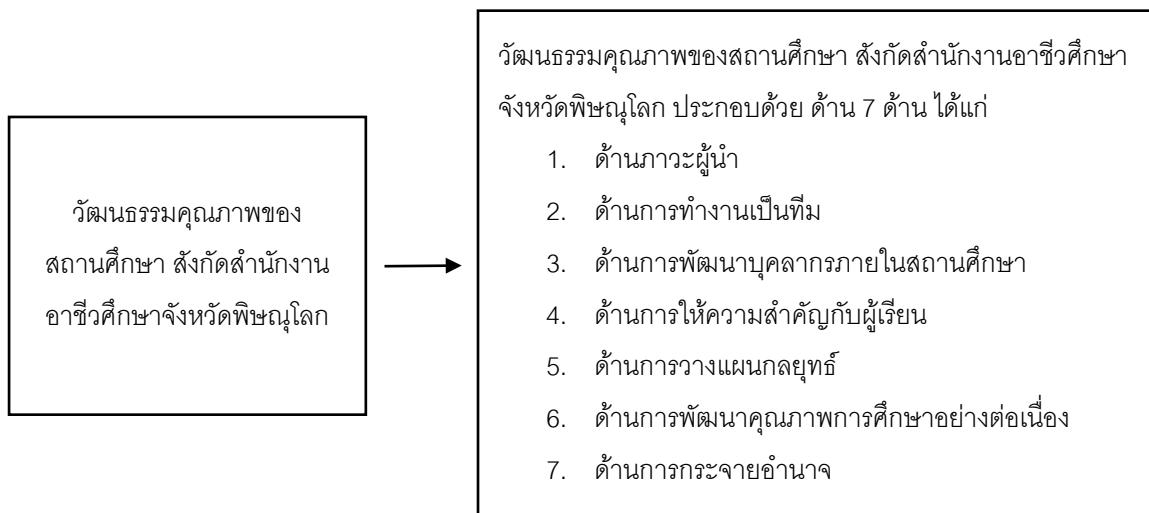 วัฒนธรรมคุณภาพของ
สถานศึกษา สังกัดสำนักงาน
อาชีวศึกษาจังหวัดพิษณุโลก
วัฒนธรรมคุณภาพของสถานศึกษา สังกัดสำนักงานอาชีวศึกษา
จังหวัดพิษณุโลก ประกอบด้วย ด้าน 7 ด้าน ได้แก่
1. ด้านภาวะผู้นำ
2. ด้านการทำงานเป็นทีม
3. ด้านการพัฒนาบุคลากรภายในสถานศึกษา
4. ด้านการให้ความสำคัญกับผู้เรียน
5. ด้านการวางแผนกลยุทธ์
6. ด้านการพัฒนาคุณภาพการศึกษาอย่างต่อเนื่อง
7. ด้านการกระจายอำนาจ